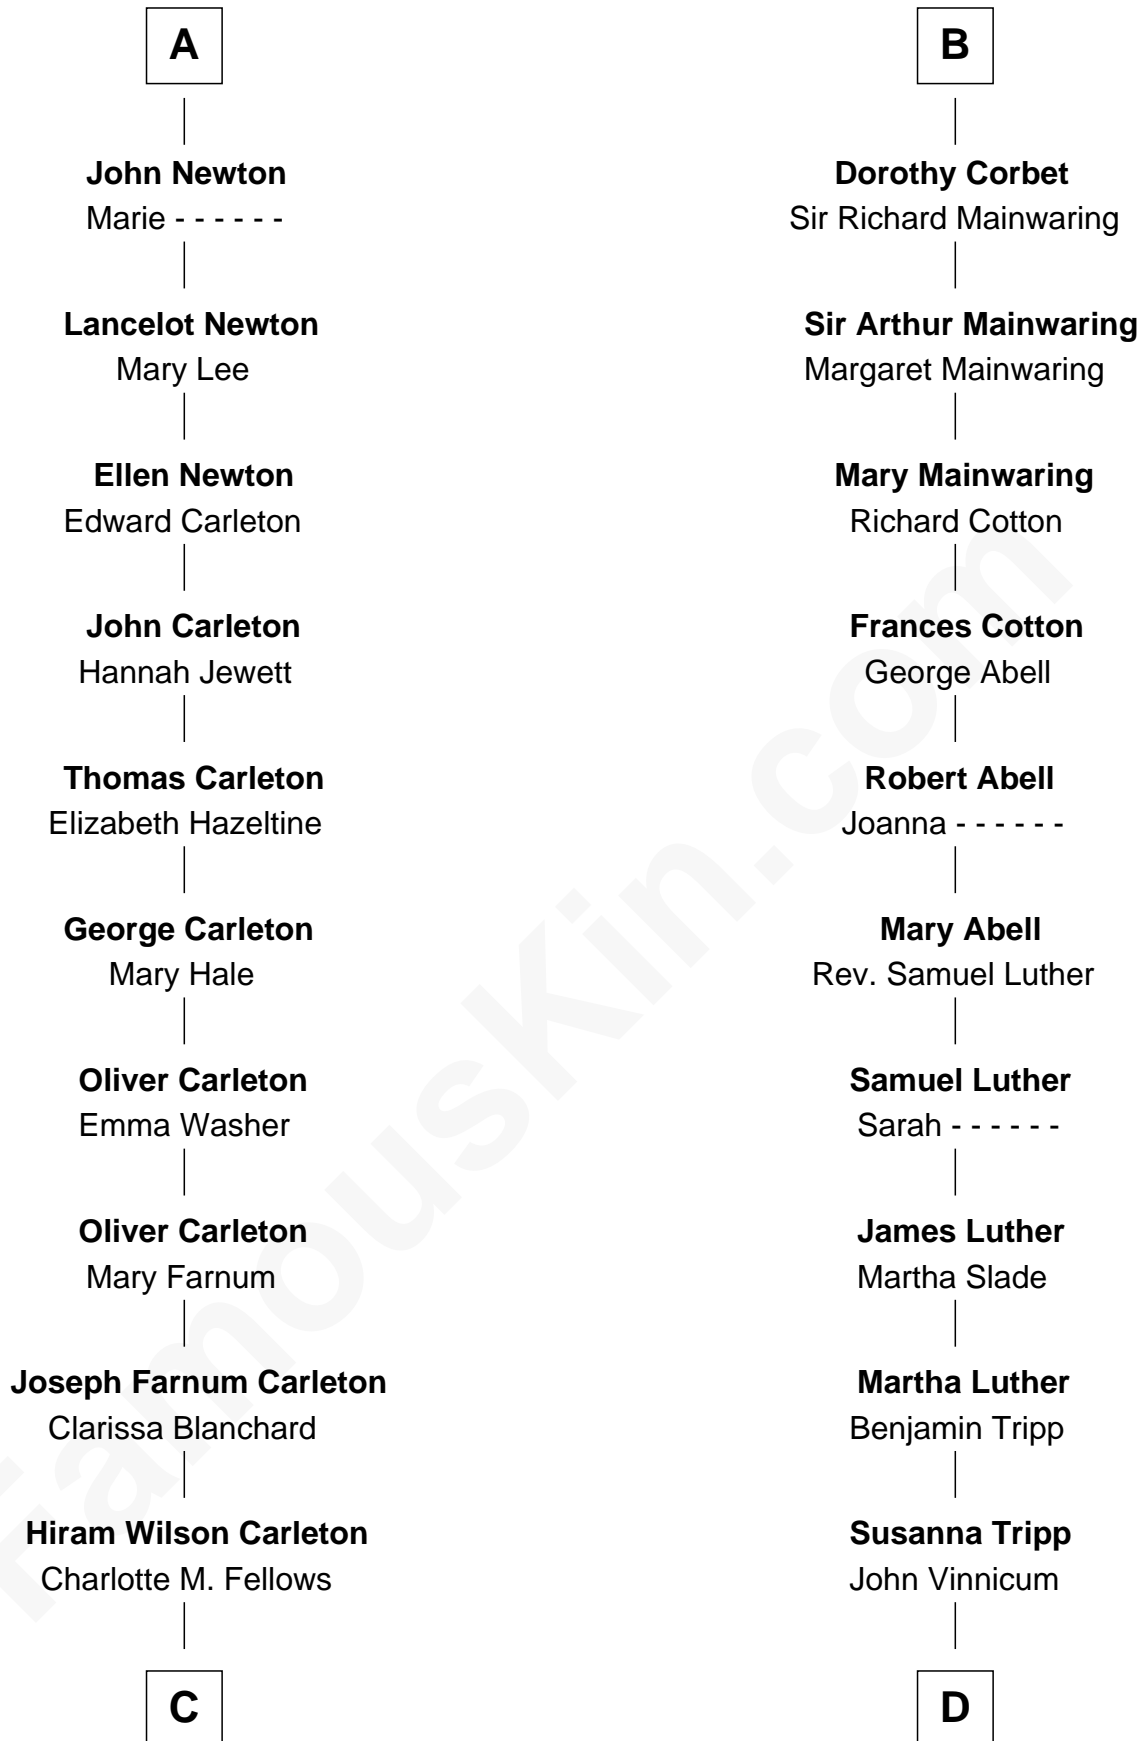 A
John Newton
Marie - - - - - -
Lancelot Newton
Mary Lee
Ellen Newton
Edward Carleton
John Carleton
Hannah Jewett
Thomas Carleton
Elizabeth Hazeltine
George Carleton
Mary Hale
Oliver Carleton
Emma Washer
Oliver Carleton
Mary Farnum
Joseph Farnum Carleton
Clarissa Blanchard
Hiram Wilson Carleton
Charlotte M. Fellows
C
B
Dorothy Corbet
Sir Richard Mainwaring
Sir Arthur Mainwaring
Margaret Mainwaring
Mary Mainwaring
Richard Cotton
Frances Cotton
George Abell
Robert Abell
Joanna - - - - - -
Mary Abell
Rev. Samuel Luther
Samuel Luther
Sarah - - - - - -
James Luther
Martha Slade
Martha Luther
Benjamin Tripp
Susanna Tripp
John Vinnicum
D
FamousKin.com